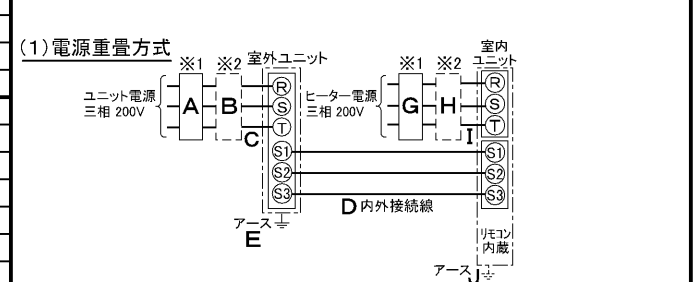 (1)電源重畳方式
※1 ※2 室外ユニット
ユニット電源
三相 200V
A B
R
S
T
C
S1
S2
S3
アース
E
D 内外接続線
※1 ※2
室内
ユニット
ヒーター電源
三相 200V
G H
R
S
T
I
S1
S2
S3
リモコン
内蔵
アース J